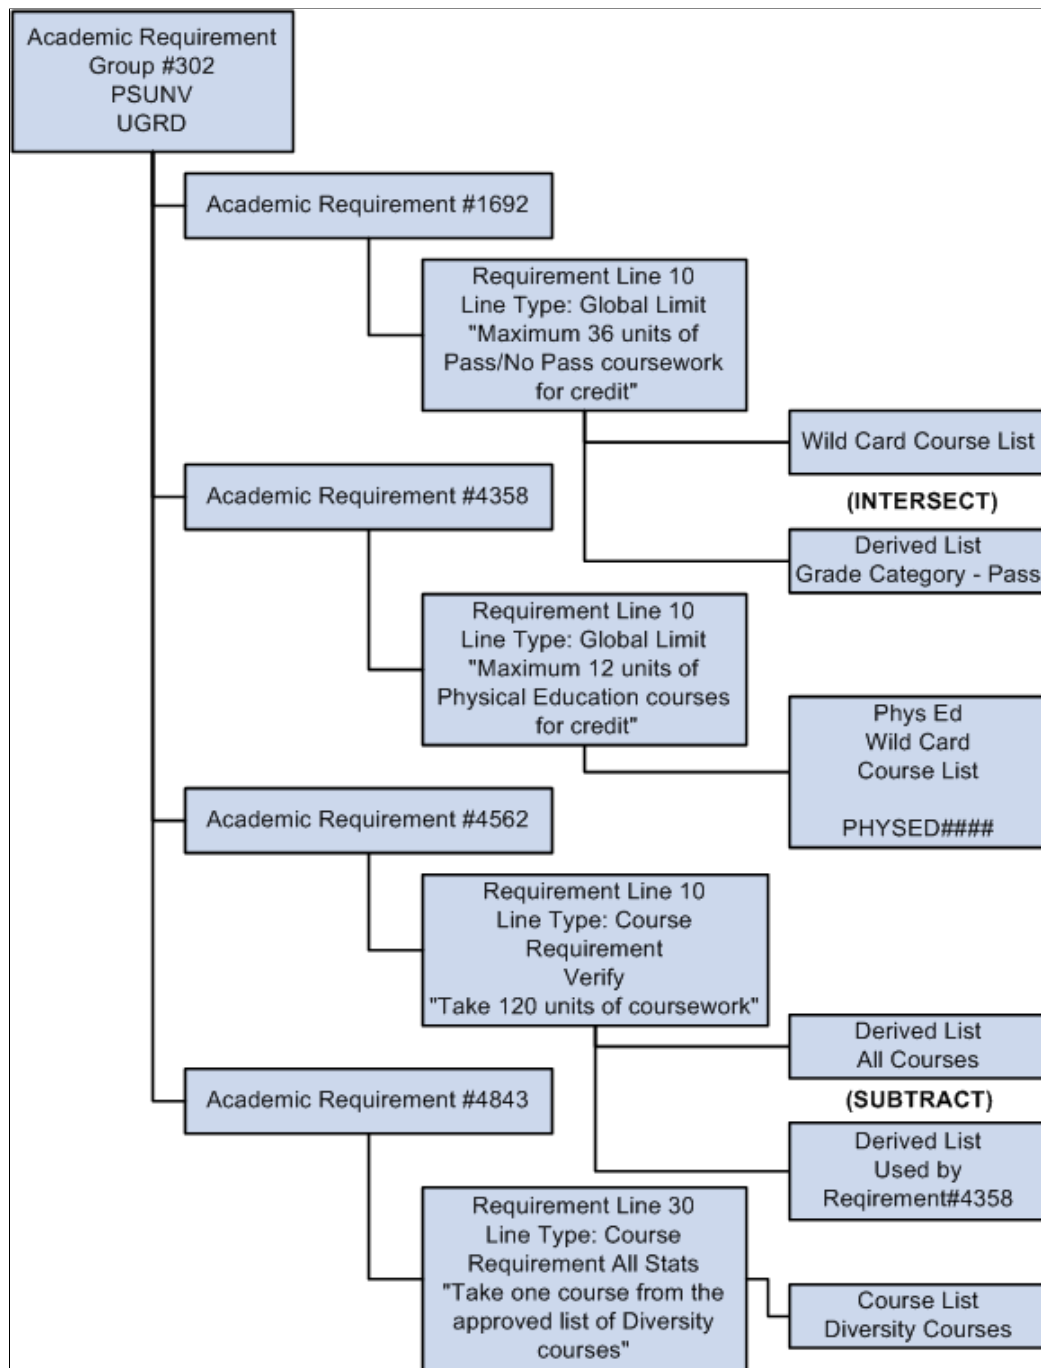 Academic Requirement
Group #302
PSUNV
UGRD
Academic Requirement #1692
Requirement Line 10
Line Type: Global Limit
"Maximum 36 units of
Pass/No Pass coursework
for credit"
Wild Card Course List
(INTERSECT)
Derived List
Grade Category - Pass
Academic Requirement #4358
Requirement Line 10
Line Type: Global Limit
"Maximum 12 units of
Physical Education courses
for credit"
Phys Ed
Wild Card
Course List
PHYSED####
Academic Requirement #4562
Requirement Line 10
Line Type: Course
Requirement
Verify
"Take 120 units of coursework"
Derived List
All Courses
(SUBTRACT)
Derived List
Used by
Reqirement#4358
Academic Requirement #4843
Requirement Line 30
Line Type: Course
Requirement All Stats
"Take one course from the
approved list of Diversity
courses"
Course List
Diversity Courses